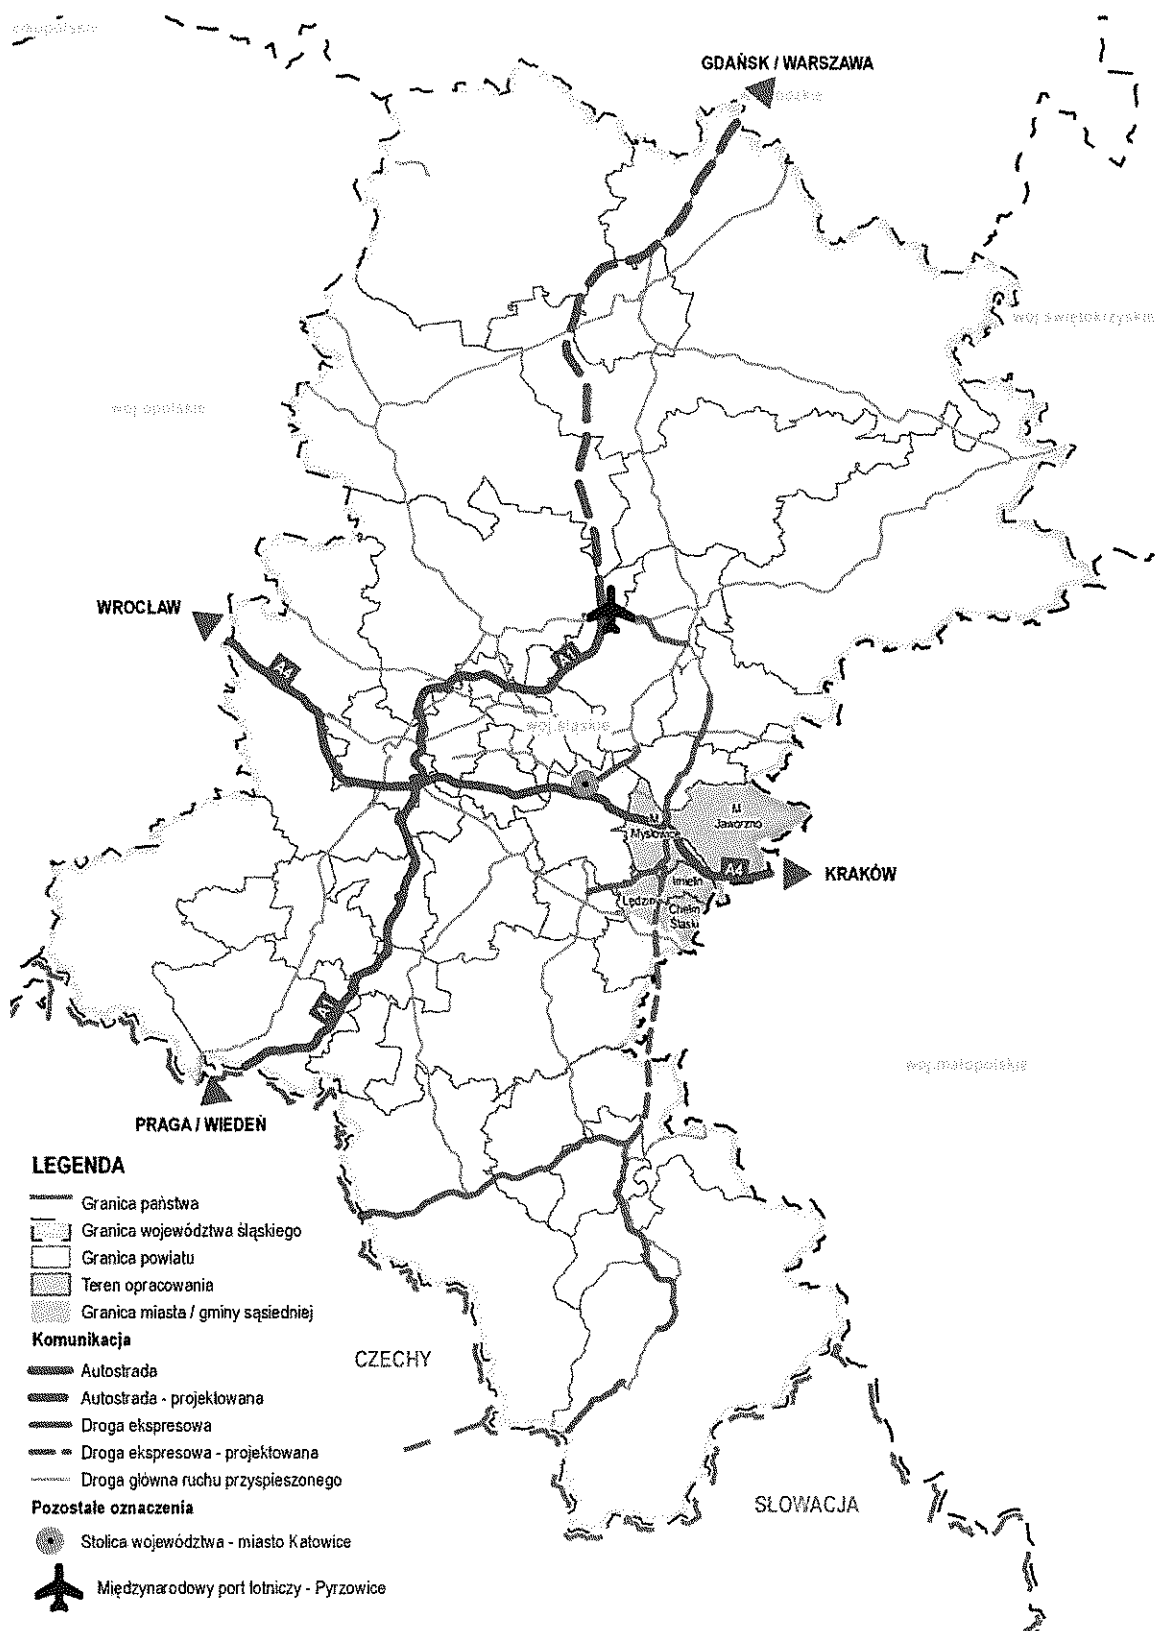 GDAŃSK / WARSZAWA
woj świętokrzyskie
woj opolskie
WROCŁAW
A4
A1
woj.śląskie
M
Jaworzno
M
Mysłowice
A4
KRAKÓW
Imielin
Lędziny
Chełm
Śląski
A1
woj.małopolskie
PRAGA / WIEDEŃ
LEGENDA
Granica państwa
Granica województwa śląskiego
Granica powiatu
Teren opracowania
Granica miasta / gminy sąsiedniej
Komunikacja
Autostrada
Autostrada - projektowana
Droga ekspresowa
Droga ekspresowa - projektowana
Droga główna ruchu przyspieszonego
Pozostałe oznaczenia
Stolica województwa - miasto Katowice
Międzynarodowy port lotniczy - Pyrzowice
CZECHY
SŁOWACJA